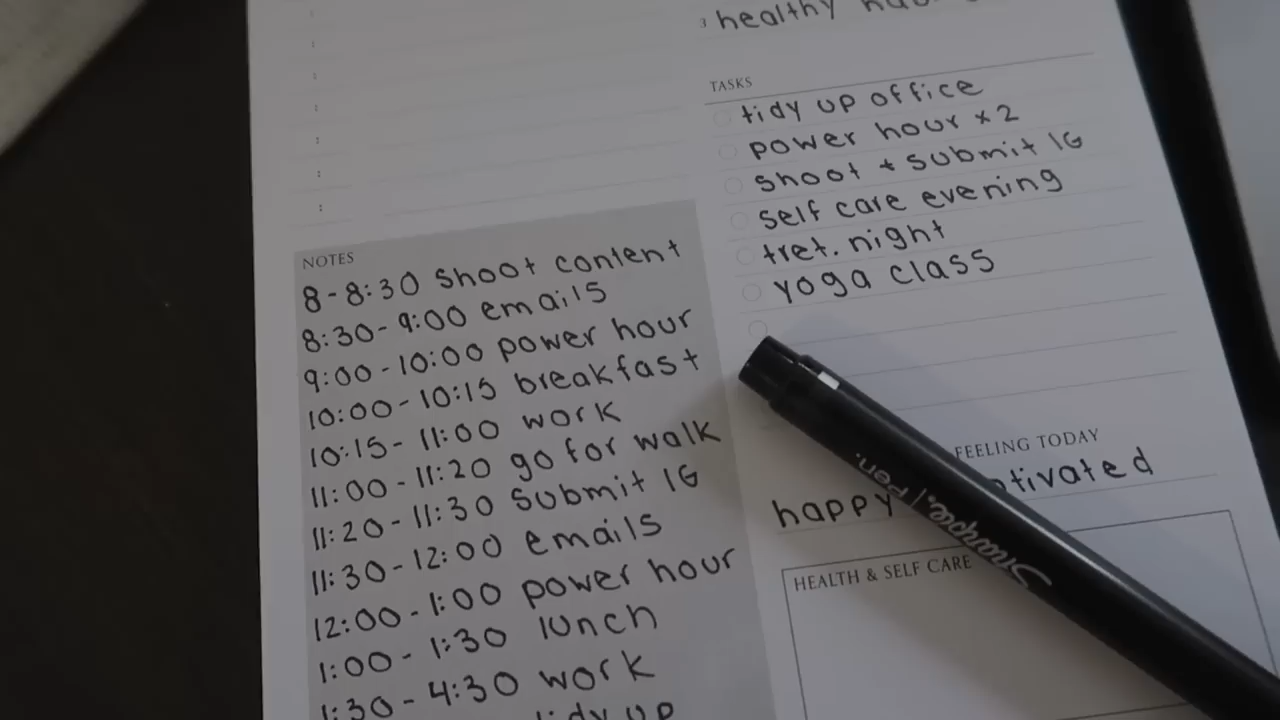 3 healthy
TASKS
tidy up office
power hour x 2
shoot + submit IG
self care evening
tret. night
yoga class
NOTES
8-8:30 shoot content
8:30-9:00 emails
9:00-10:00 power hour
10:00-10:15 breakfast
10:15-11:00 work
11:00-11:20 go for walk
11:20-11:30 submit IG
11:30-12:00 emails
12:00-1:00 power hour
1:00-1:30 lunch
1:30-4:30 work
tidy up
FEELING TODAY
happy
HEALTH & SELF CARE
Sharpie. Pen.